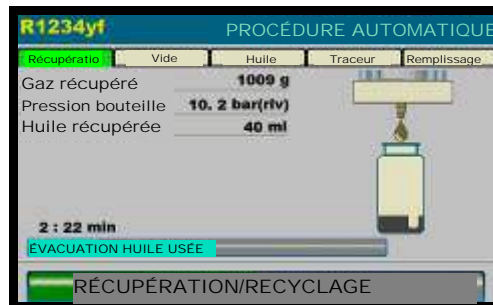 R1234yf
PROCÉDURE AUTOMATIQUE
Récupératio Vide Huile Traceur Remplissage
Gaz récupéré 1009 g
Pression bouteille 10. 2 bar(rlv)
Huile récupérée 40 ml
2 : 22 min
ÉVACUATION HUILE USÉE
RÉCUPÉRATION/RECYCLAGE